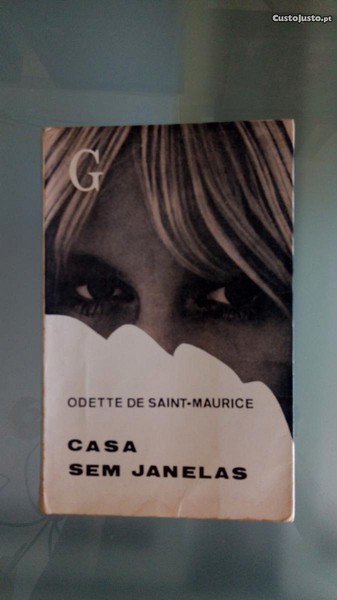 CustoJusto.pt
G
ODETTE DE SAINT-MAURICE
CASA
SEM JANELAS